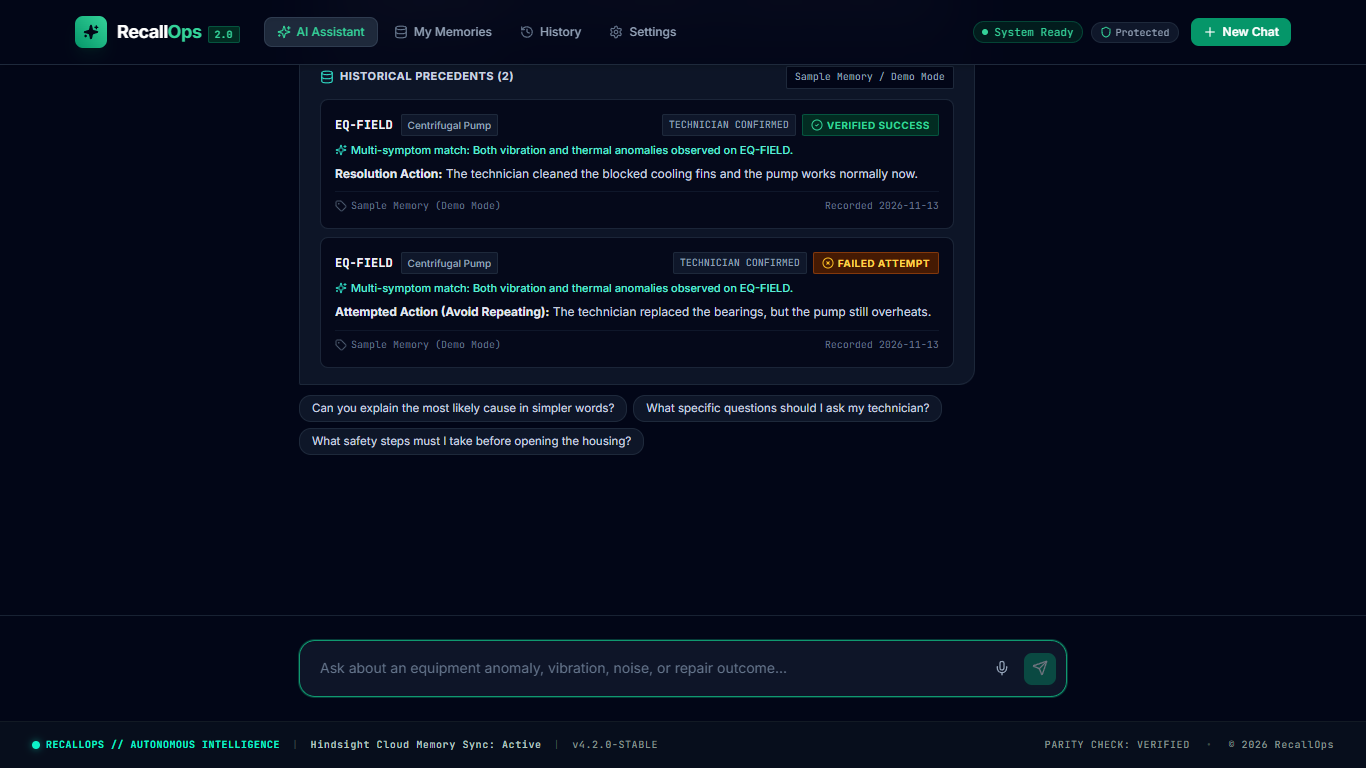 RecallOps 2.0 AI Assistant My Memories History Settings System Ready Protected + New Chat
HISTORICAL PRECEDENTS (2) Sample Memory / Demo Mode
EQ-FIELD Centrifugal Pump TECHNICIAN CONFIRMED VERIFIED SUCCESS
Multi-symptom match: Both vibration and thermal anomalies observed on EQ-FIELD.
Resolution Action: The technician cleaned the blocked cooling fins and the pump works normally now.
Sample Memory (Demo Mode) Recorded 2026-11-13
EQ-FIELD Centrifugal Pump TECHNICIAN CONFIRMED FAILED ATTEMPT
Multi-symptom match: Both vibration and thermal anomalies observed on EQ-FIELD.
Attempted Action (Avoid Repeating): The technician replaced the bearings, but the pump still overheats.
Sample Memory (Demo Mode) Recorded 2026-11-13
Can you explain the most likely cause in simpler words? What specific questions should I ask my technician?
What safety steps must I take before opening the housing?
Ask about an equipment anomaly, vibration, noise, or repair outcome...
RECALLOPS // AUTONOMOUS INTELLIGENCE | Hindsight Cloud Memory Sync: Active | v4.2.0-STABLE PARITY CHECK: VERIFIED · © 2026 RecallOps